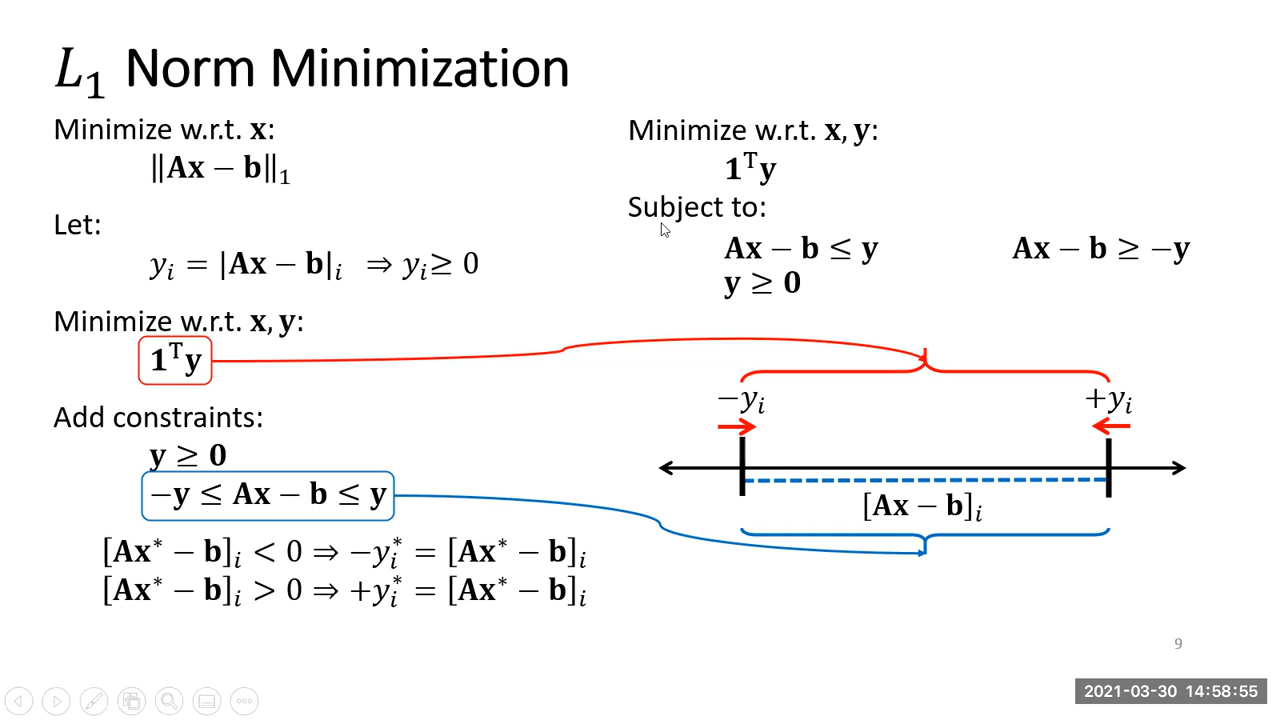 L₁ Norm Minimization
Minimize w.r.t. 𝐱:
‖𝐀𝐱 − 𝐛‖₁
Let:
yᵢ = |𝐀𝐱 − 𝐛|ᵢ ⇒ yᵢ ≥ 0
Minimize w.r.t. 𝐱, 𝐲:
𝟏ᵀ𝐲
Add constraints:
𝐲 ≥ 𝟎
−𝐲 ≤ 𝐀𝐱 − 𝐛 ≤ 𝐲
[𝐀𝐱* − 𝐛]ᵢ < 0 ⇒ −yᵢ* = [𝐀𝐱* − 𝐛]ᵢ
[𝐀𝐱* − 𝐛]ᵢ > 0 ⇒ +yᵢ* = [𝐀𝐱* − 𝐛]ᵢ
Minimize w.r.t. 𝐱, 𝐲:
𝟏ᵀ𝐲
Subject to:
𝐀𝐱 − 𝐛 ≤ 𝐲 𝐀𝐱 − 𝐛 ≥ −𝐲
𝐲 ≥ 𝟎
−yᵢ +yᵢ
[𝐀𝐱 − 𝐛]ᵢ
9
2021-03-30 14:58:55